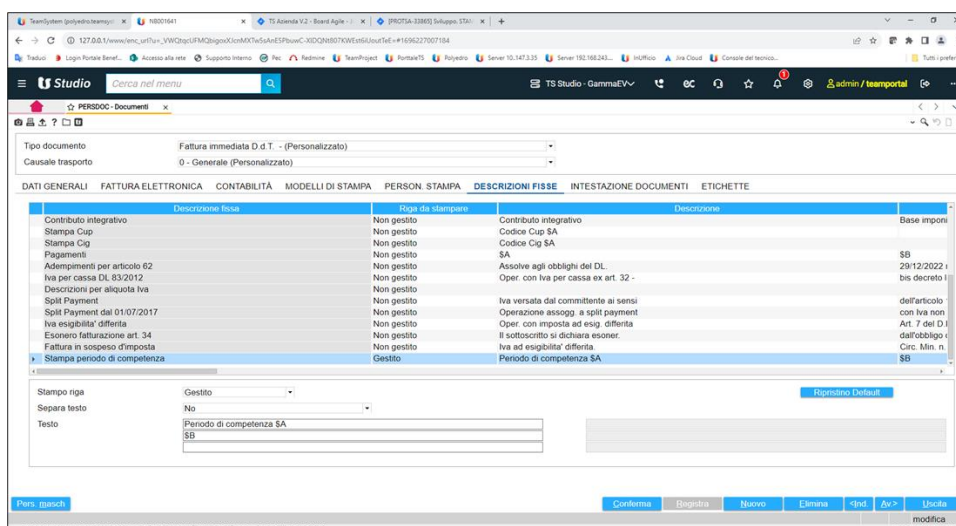 TeamSystem (polyedro.teamsyst
NB001641
TS Azienda V.2 - Board Agile - J
[PROTSA-33865] Sviluppo: STAM
127.0.0.1/www/enc_url?u=_VWQtqcUFMQbigoxXJcnMXTwSsAnESPbuwC-XIDQNt807KWEst6iUoutTeE=#1696227007184
Traduci Login Portale Benef... Accesso alla rete Supporto Interno Pec Redmine TeamProject PortaleTS Polyedro Server 10.147.3.35 Server 192.168.243... InUfficio Jira Cloud Console del tecnico... Tutti i prefer
Studio Cerca nel menu TS Studio - GammaEV 1 admin / teamportal
PERSDOC - Documenti
Tipo documento Fattura immediata D.d.T. - (Personalizzato)
Causale trasporto 0 - Generale (Personalizzato)
DATI GENERALI FATTURA ELETTRONICA CONTABILITÀ MODELLI DI STAMPA PERSON. STAMPA DESCRIZIONI FISSE INTESTAZIONE DOCUMENTI ETICHETTE
Descrizione fissa Riga da stampare Descrizione
Contributo integrativo Non gestito Contributo integrativo Base imponi
Stampa Cup Non gestito Codice Cup $A
Stampa Cig Non gestito Codice Cig $A
Pagamenti Non gestito $A $B
Adempimenti per articolo 62 Non gestito Assolve agli obblighi del DL. 29/12/2022
Iva per cassa DL 83/2012 Non gestito Oper. con Iva per cassa ex art. 32 - bis decreto
Descrizioni per aliquota Iva Non gestito
Split Payment Non gestito Iva versata dal committente ai sensi dell'articolo
Split Payment dal 01/07/2017 Non gestito Operazione assogg. a split payment con Iva non
Iva esigibilita' differita Non gestito Oper. con imposta ad esig. differita Art. 7 del D.
Esonero fatturazione art. 34 Non gestito Il sottoscritto si dichiara esoner. dall'obbligo
Fattura in sospeso d'imposta Non gestito Iva ad esigibilita' differita. Circ. Min. n.
Stampa periodo di competenza Gestito Periodo di competenza $A $B
Stampo riga Gestito Ripristino Default
Separa testo No
Testo Periodo di competenza $A
$B
Pers. masch Conferma Registra Nuovo Elimina <Ind. Av.> Uscita
modifica